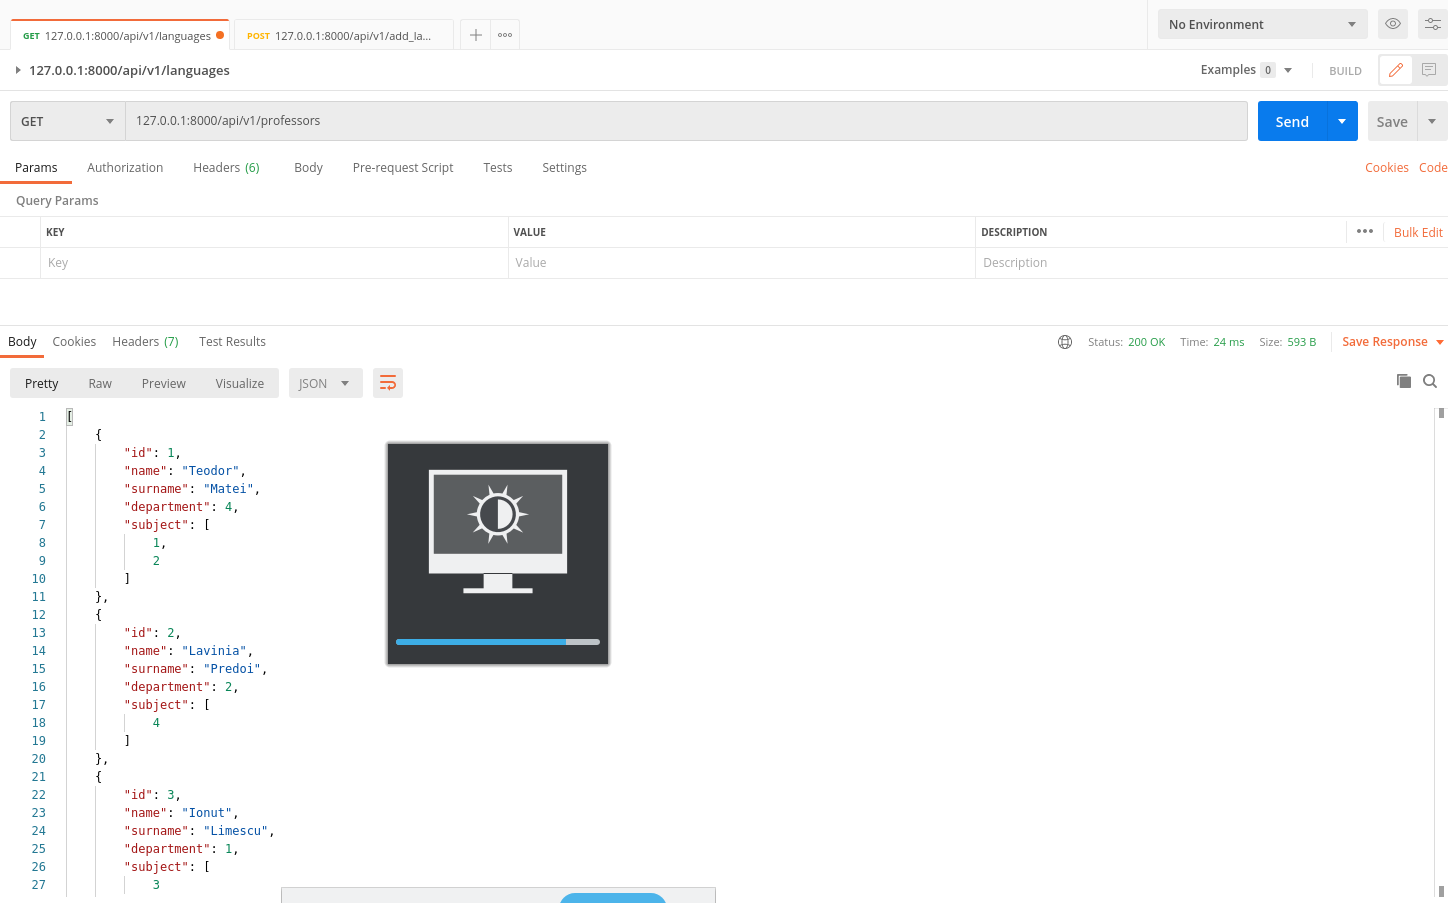 GET 127.0.0.1:8000/api/v1/languages
POST 127.0.0.1:8000/api/v1/add_la...
No Environment
127.0.0.1:8000/api/v1/languages
Examples 0
BUILD
GET
127.0.0.1:8000/api/v1/professors
Send
Save
Params
Authorization
Headers (6)
Body
Pre-request Script
Tests
Settings
Cookies
Code
Query Params
KEY
VALUE
DESCRIPTION
Bulk Edit
Key
Value
Description
Body
Cookies
Headers (7)
Test Results
Status: 200 OK
Time: 24 ms
Size: 593 B
Save Response
Pretty
Raw
Preview
Visualize
JSON
1 [
2 {
3 "id": 1,
4 "name": "Teodor",
5 "surname": "Matei",
6 "department": 4,
7 "subject": [
8 1,
9 2
10 ]
11 },
12 {
13 "id": 2,
14 "name": "Lavinia",
15 "surname": "Predoi",
16 "department": 2,
17 "subject": [
18 4
19 ]
20 },
21 {
22 "id": 3,
23 "name": "Ionut",
24 "surname": "Limescu",
25 "department": 1,
26 "subject": [
27 3